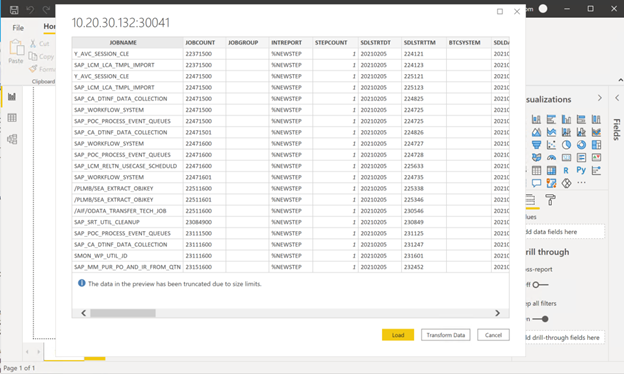 om
File
Hom
10.20.30.132:30041
Cut
Copy
Paste
Format
Clipboard
JOBNAME JOBCOUNT JOBGROUP INTREPORT STEPCOUNT SDLSTRTDT SDLSTRTTM BTCSYSTEM SDLDA
Y_AVC_SESSION_CLE 22371500 %NEWSTEP 1 20210205 224121 20210
SAP_LCM_LCA_TMPL_IMPORT 22371500 %NEWSTEP 1 20210205 224123 20210
Y_AVC_SESSION_CLE 22471500 %NEWSTEP 1 20210205 225121 20210
SAP_LCM_LCA_TMPL_IMPORT 22471500 %NEWSTEP 1 20210205 225123 20210
SAP_CA_DTINF_DATA_COLLECTION 22471500 %NEWSTEP 1 20210205 224825 20210
SAP_WORKFLOW_SYSTEM 22471500 %NEWSTEP 1 20210205 224725 20210
SAP_POC_PROCESS_EVENT_QUEUES 22471500 %NEWSTEP 1 20210205 224725 20210
SAP_CA_DTINF_DATA_COLLECTION 22471501 %NEWSTEP 1 20210205 224826 20210
SAP_WORKFLOW_SYSTEM 22471600 %NEWSTEP 1 20210205 224727 20210
SAP_POC_PROCESS_EVENT_QUEUES 22471600 %NEWSTEP 1 20210205 224728 20210
SAP_LCM_RELTN_USECASE_SCHEDULD 22471600 %NEWSTEP 1 20210205 225633 20210
SAP_WORKFLOW_SYSTEM 22471601 %NEWSTEP 1 20210205 224735 20210
/PLMB/SEA_EXTRACT_OBJKEY 22511600 %NEWSTEP 1 20210205 225338 20210
/PLMB/SEA_EXTRACT_OBJKEY 22511601 %NEWSTEP 1 20210205 225346 20210
/AIF/ODATA_TRANSFER_TECH_JOB 22511600 %NEWSTEP 1 20210205 230546 20210
SAP_SRT_UTIL_CLEANUP 23084900 %NEWSTEP 1 20210205 230849 20210
SAP_POC_PROCESS_EVENT_QUEUES 23111500 %NEWSTEP 1 20210205 231125 20210
SAP_CA_DTINF_DATA_COLLECTION 23111600 %NEWSTEP 1 20210205 231247 20210
SMON_WP_UTIL_JD 23111600 %NEWSTEP 1 20210205 231601 20210
SAP_MM_PUR_PO_AND_IR_FROM_QTN 23151600 %NEWSTEP 1 20210205 232452 20210
The data in the preview has been truncated due to size limits.
Load Transform Data Cancel
sualizations
Fields
R Py
lues
dd data fields here
rill through
oss-report
ff
ep all filters
n
dd drill-through fields here
Page 1 of 1